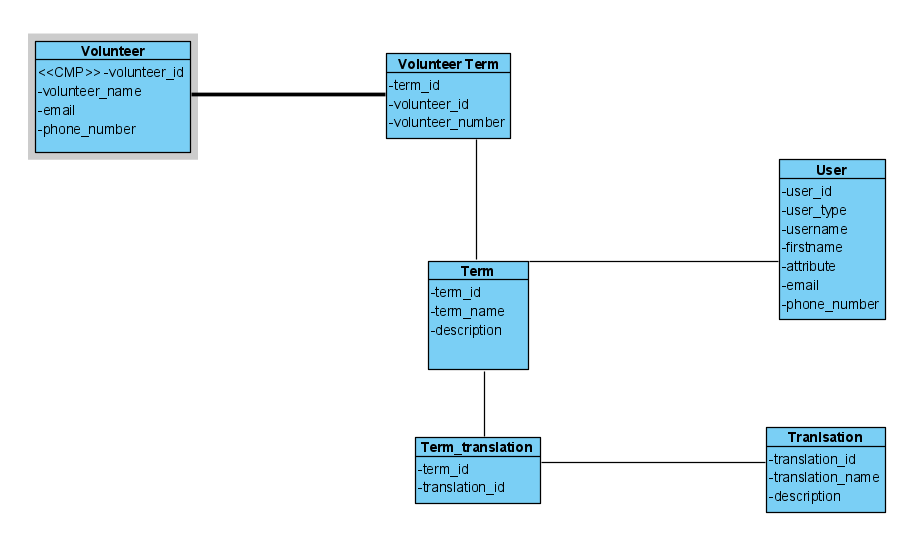 Volunteer
<<CMP>> -volunteer_id
-volunteer_name
-email
-phone_number
Volunteer Term
-term_id
-volunteer_id
-volunteer_number
User
-user_id
-user_type
-username
-firstname
-attribute
-email
-phone_number
Term
-term_id
-term_name
-description
Term_translation
-term_id
-translation_id
Tranlsation
-translation_id
-translation_name
-description